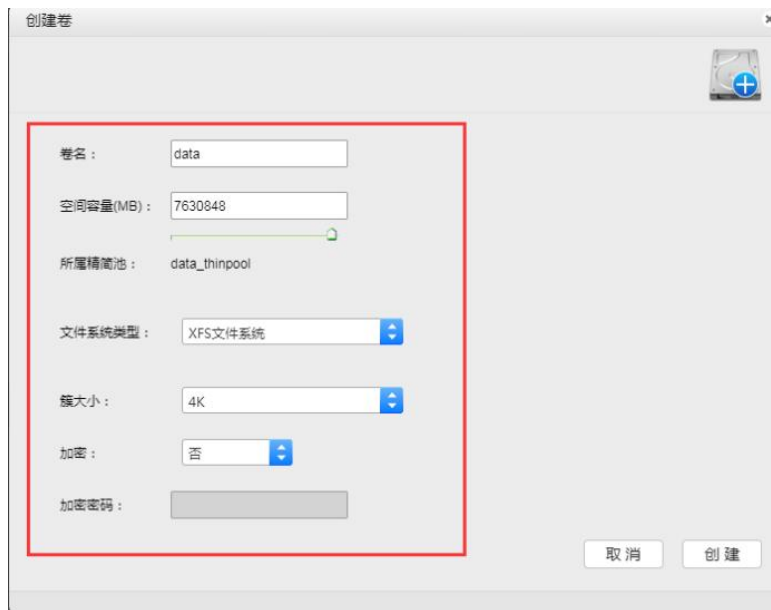 创建卷
卷名： data
空间容量(MB)： 7630848
所属精简池： data_thinpool
文件系统类型： XFS文件系统
簇大小： 4K
加密： 否
加密密码：
取消 创建